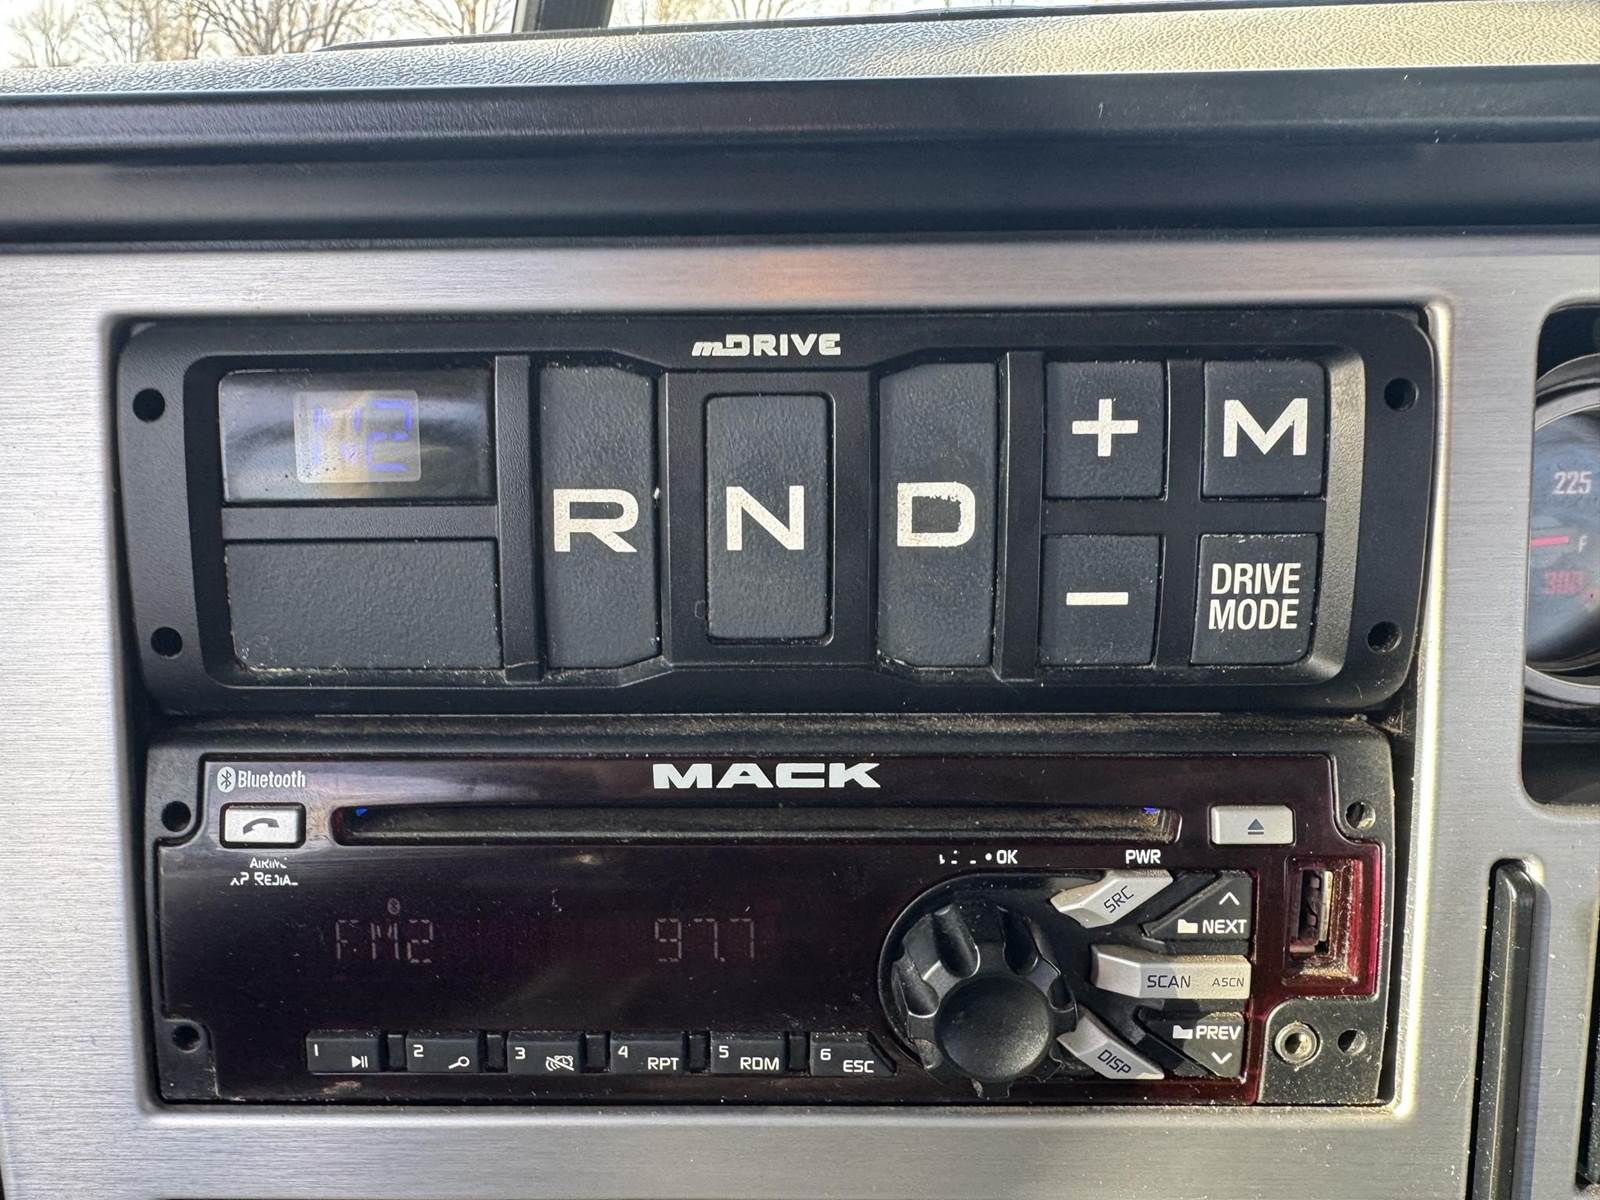 mDRIVE
R
N
D
+
M
−
DRIVE
MODE
225
F
300
Bluetooth
MACK
OK
PWR
SRC
NEXT
FM2
97.7
SCAN
ASCN
PREV
DISP
1
2
3
4 RPT
5 RDM
6 ESC